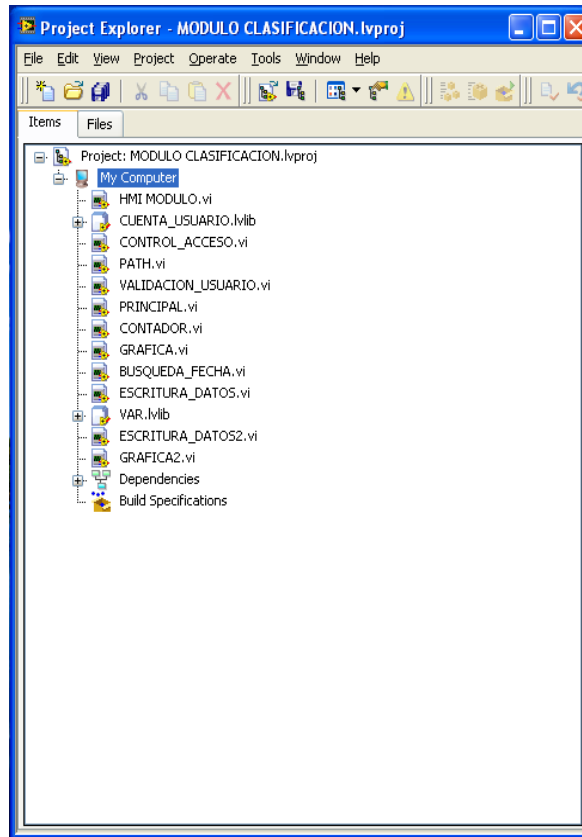 Project Explorer - MODULO CLASIFICACION.lvproj
File Edit View Project Operate Tools Window Help
Items Files
Project: MODULO CLASIFICACION.lvproj
My Computer
HMI MODULO.vi
CUENTA_USUARIO.lvlib
CONTROL_ACCESO.vi
PATH.vi
VALIDACION_USUARIO.vi
PRINCIPAL.vi
CONTADOR.vi
GRAFICA.vi
BUSQUEDA_FECHA.vi
ESCRITURA_DATOS.vi
VAR.lvlib
ESCRITURA_DATOS2.vi
GRAFICA2.vi
Dependencies
Build Specifications